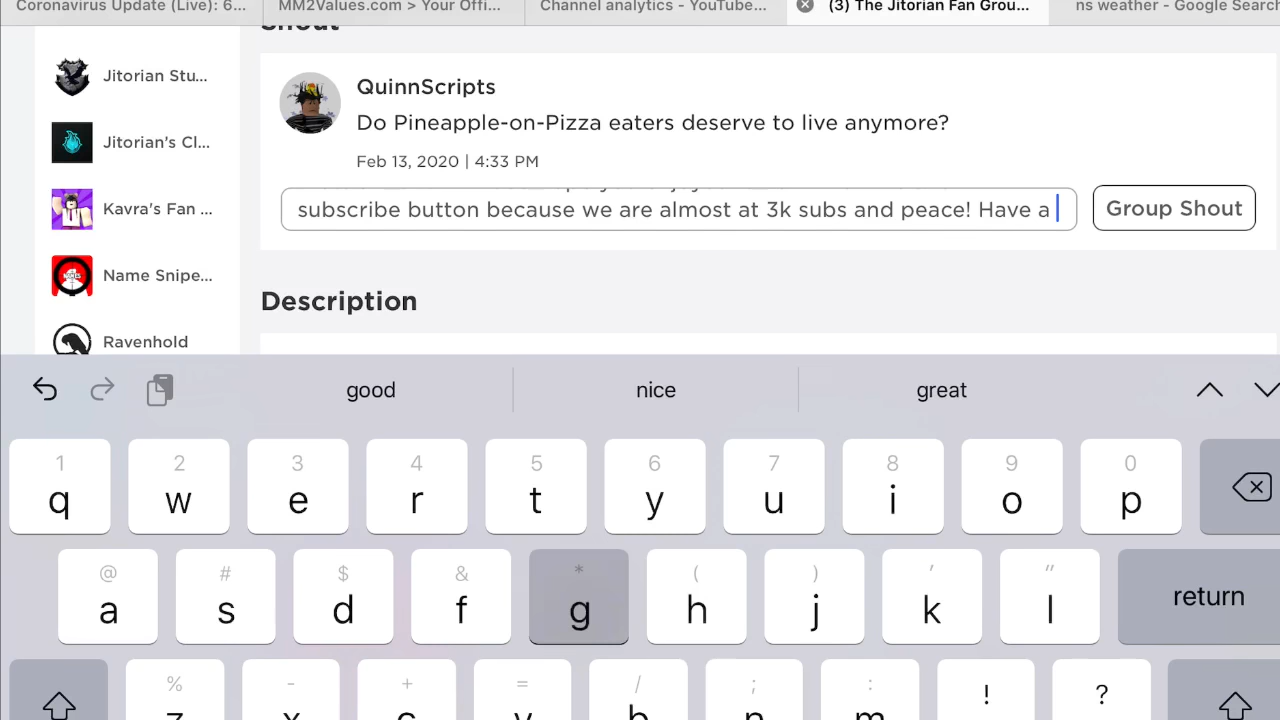 Coronavirus Update (Live): 6...
MM2Values.com > Your Offi...
Channel analytics - YouTube...
(3) The Jitorian Fan Grou...
ns weather - Google Search
Shout
Jitorian Stu...
Jitorian's Cl...
Kavra's Fan ...
Name Snipe...
Ravenhold
QuinnScripts
Do Pineapple-on-Pizza eaters deserve to live anymore?
Feb 13, 2020 | 4:33 PM
subscribe button because we are almost at 3k subs and peace! Have a
Group Shout
Description
good nice great
1 2 3 4 5 6 7 8 9 0
q w e r t y u i o p
@ # $ & * ( ) ' "
a s d f g h j k l return
% - + = / ; : ! ?
z x c v b n m